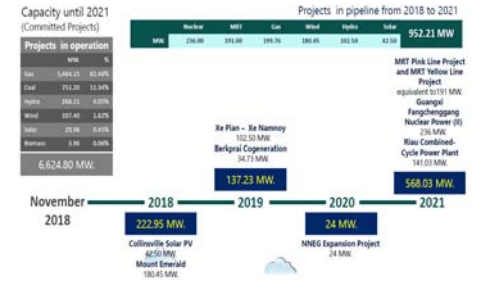 Capacity until 2021
(Committed Projects)
Projects in operation
MW. %
Gas 5,464.15 82.48%
Coal 751.20 11.34%
Hydro 268.11 4.05%
Wind 107.40 1.62%
Solar 29.98 0.45%
Biomass 3.96 0.06%
6,624.80 MW.
Projects in pipeline from 2018 to 2021
Nuclear MRT Gas Wind Hydro Solar
MW. 236.00 191.00 199.76 180.45 102.50 42.50
952.21 MW
MRT Pink Line Project
and MRT Yellow Line
Project
equivalent to191 MW.
Guangxi
Fangchenggang
Nuclear Power (II)
236 MW.
Riau Combined-
Cycle Power Plant
141.03 MW.
568.03 MW.
Xe Pian – Xe Namnoy
102.50 MW.
Berkprai Cogeneration
34.73 MW.
137.23 MW.
November
2018
2018
2019
2020
2021
222.95 MW.
Collinsville Solar PV
42.50 MW.
Mount Emerald
180.45 MW.
24 MW.
NNEG Expansion Project
24 MW.